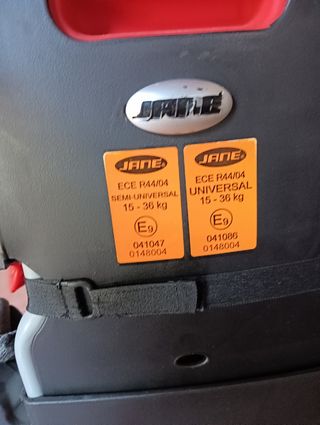 JANE
JANE
ECE R44/04
SEMI-UNIVERSAL
15 - 36 kg
E9
041047
0148004
JANE
ECE R44/04
UNIVERSAL
15 - 36 kg
E9
041086
0148004